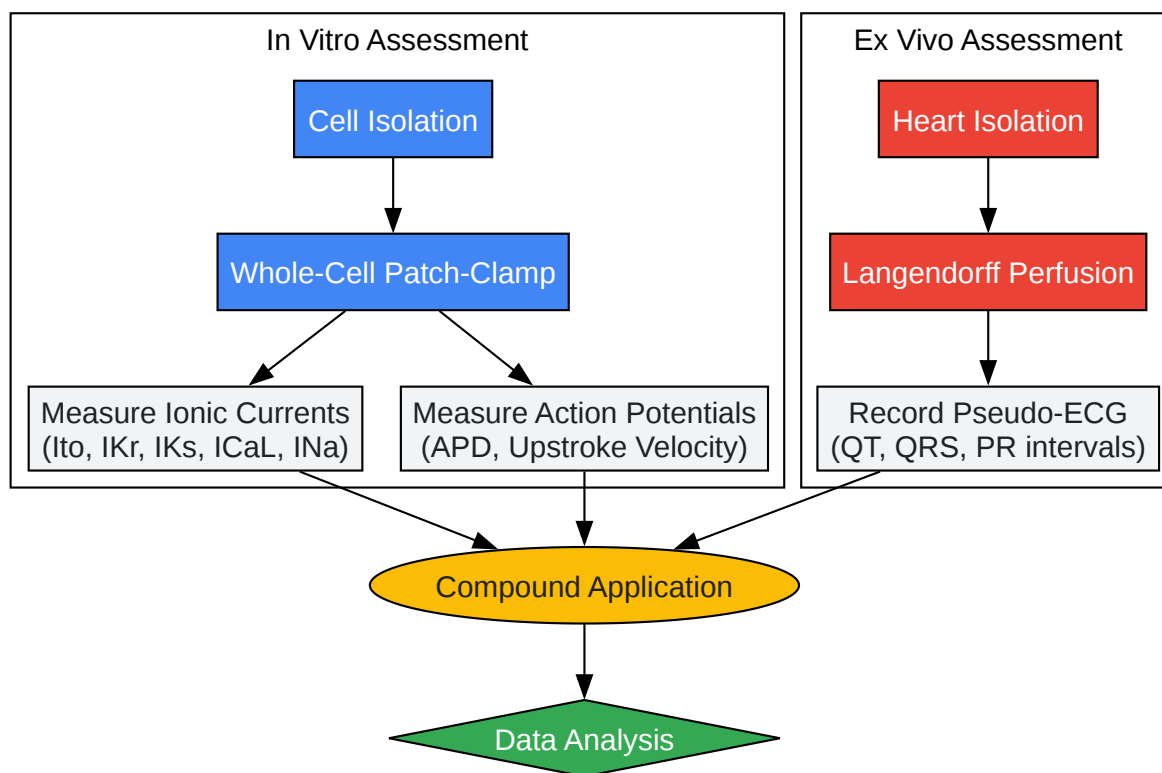 In Vitro Assessment
Cell Isolation
Whole-Cell Patch-Clamp
Measure Ionic Currents
(Ito, IKr, IKs, ICaL, INa)
Measure Action Potentials
(APD, Upstroke Velocity)
Ex Vivo Assessment
Heart Isolation
Langendorff Perfusion
Record Pseudo-ECG
(QT, QRS, PR intervals)
Compound Application
Data Analysis